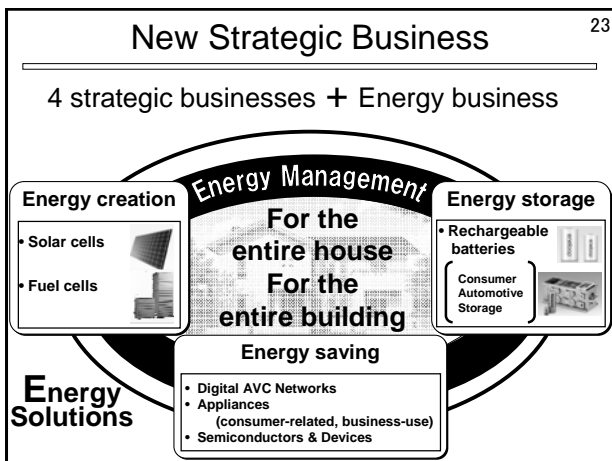 23
New Strategic Business
4 strategic businesses + Energy business
Energy Management
Energy creation
• Solar cells
• Fuel cells
For the
entire house
For the
entire building
Energy storage
• Rechargeable
batteries
Consumer
Automotive
Storage
Energy saving
• Digital AVC Networks
• Appliances
(consumer-related, business-use)
• Semiconductors & Devices
Energy
Solutions